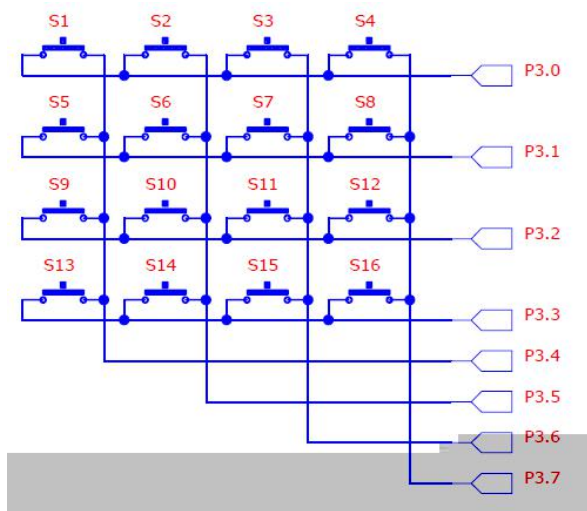 S1 S2 S3 S4
P3.0
S5 S6 S7 S8
P3.1
S9 S10 S11 S12
P3.2
S13 S14 S15 S16
P3.3
P3.4
P3.5
P3.6
P3.7